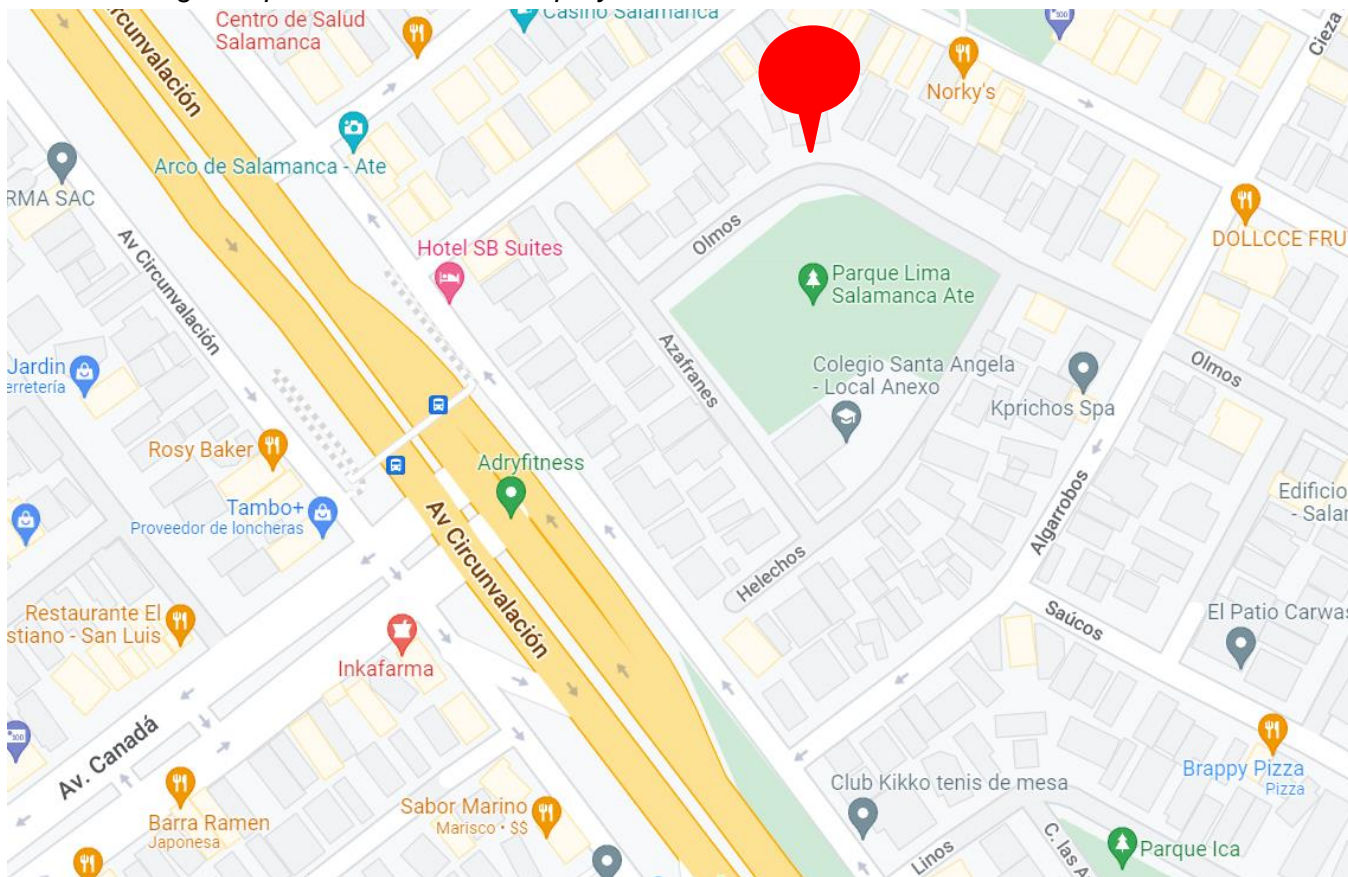 Centro de Salud
Salamanca
Casino Salamanca
Circunvalación
Cieza
Norky's
Arco de Salamanca - Ate
RMA SAC
DOLLCCE FRU
Olmos
Hotel SB Suites
Av Circunvalación
Parque Lima
Salamanca Ate
Azafranes
Jardin
erretería
Colegio Santa Angela
- Local Anexo
Olmos
Kprichos Spa
Rosy Baker
Adryfitness
Tambo+
Proveedor de loncheras
Edificio
- Salar
Algarrobos
Av Circunvalación
Helechos
Restaurante El
stiano - San Luis
Saúcos
El Patio Carwas
Inkafarma
Av. Canadá
Brappy Pizza
Pizza
Club Kikko tenis de mesa
Sabor Marino
Marisco • $$
Barra Ramen
Japonesa
Linos
C. las A
Parque Ica